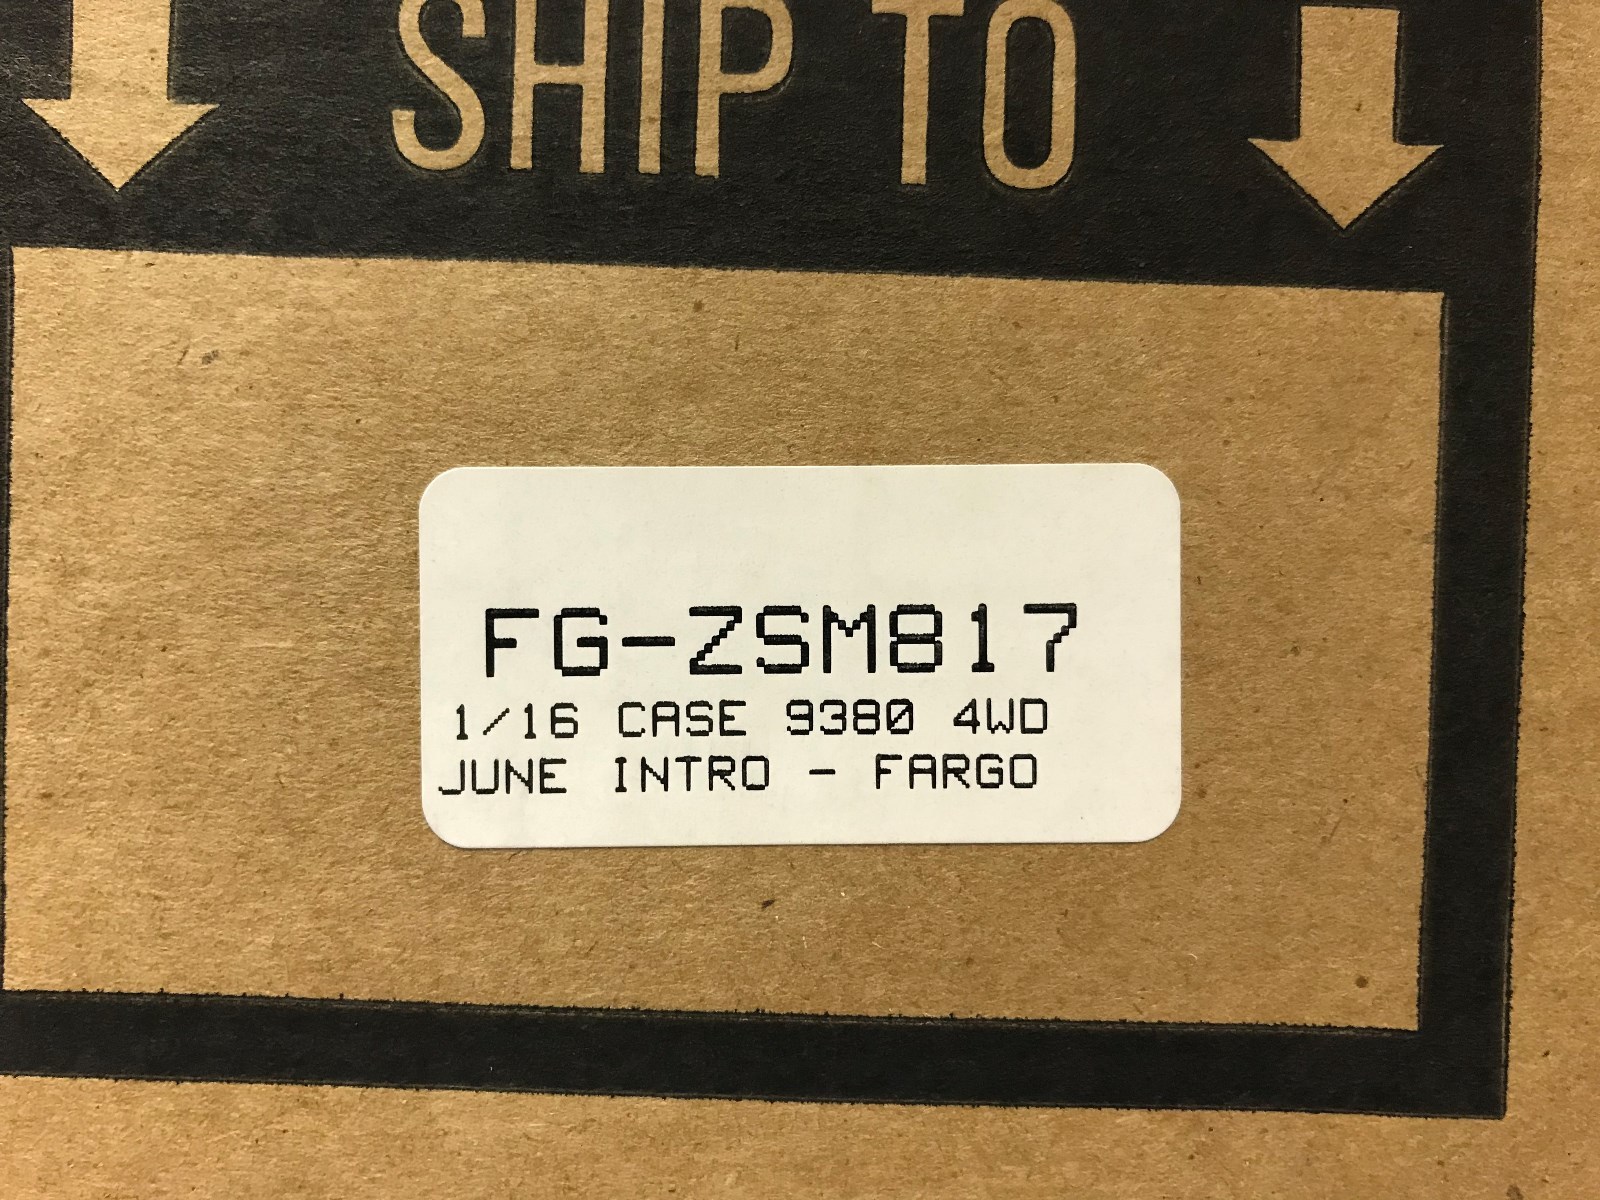 SHIP TO
FG-ZSM817
1/16 CASE 9380 4WD
JUNE INTRO - FARGO